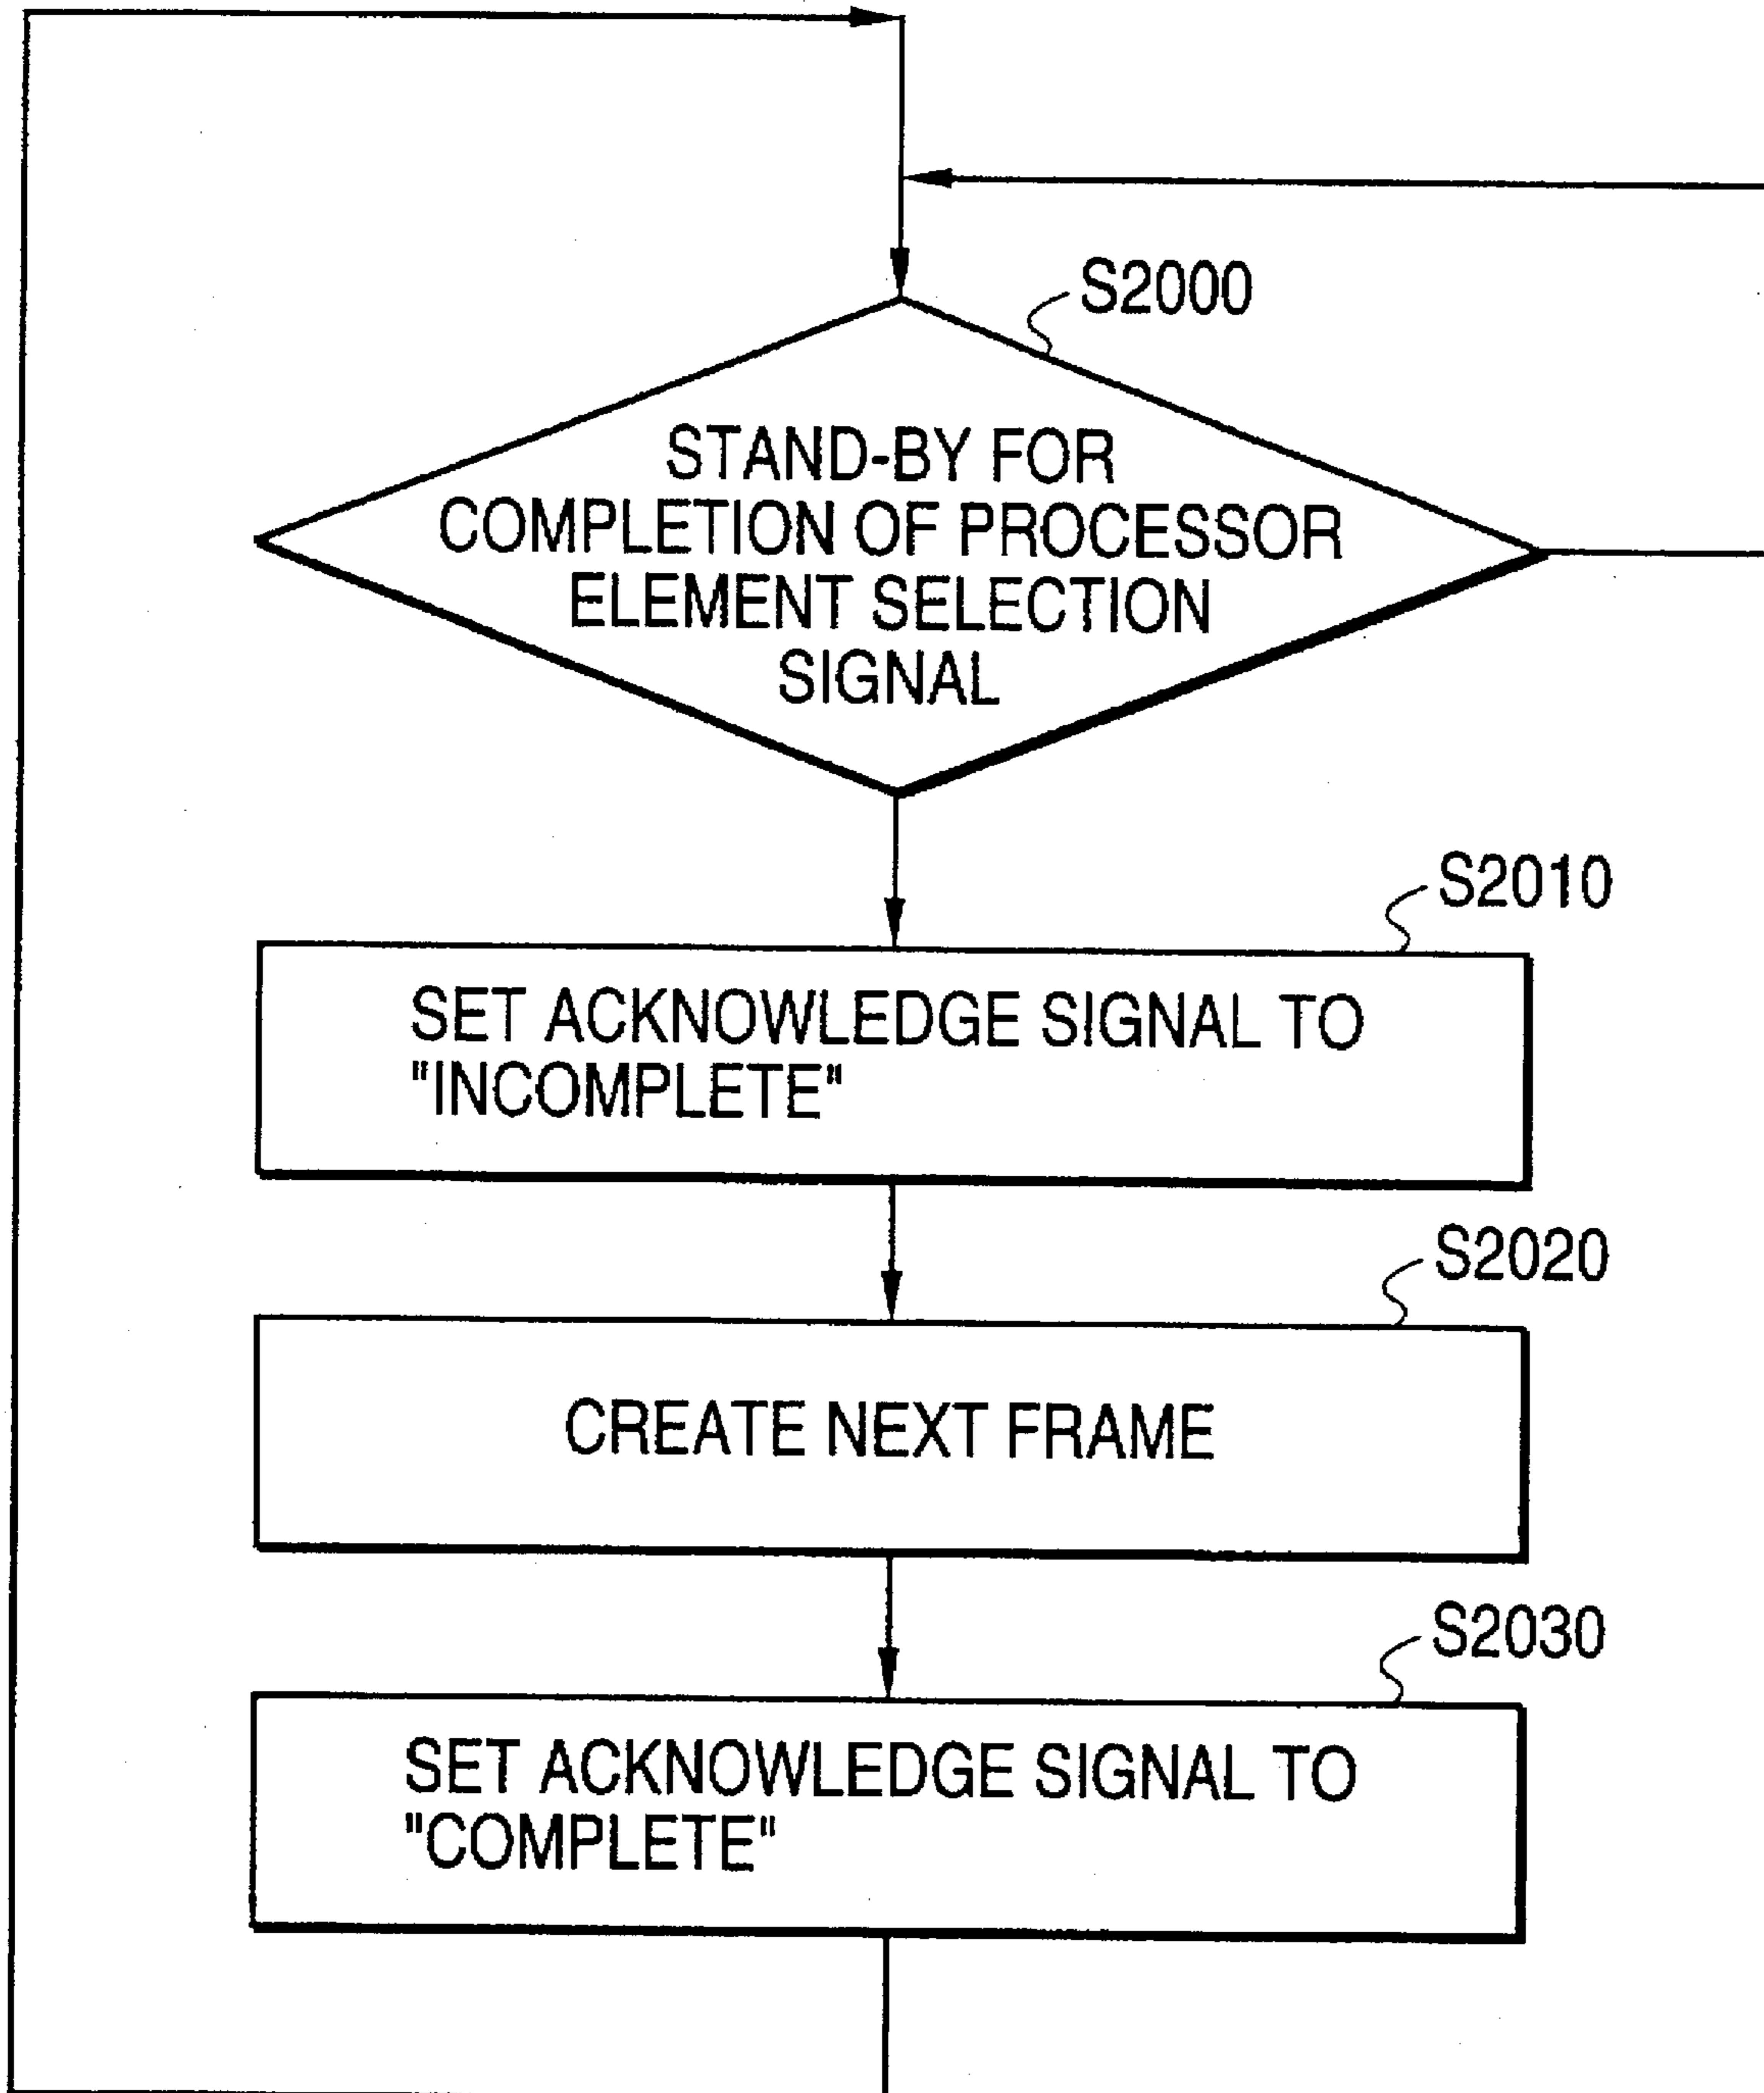 S2000
STAND-BY FOR
COMPLETION OF PROCESSOR
ELEMENT SELECTION
SIGNAL
S2010
SET ACKNOWLEDGE SIGNAL TO
"INCOMPLETE"
S2020
CREATE NEXT FRAME
S2030
SET ACKNOWLEDGE SIGNAL TO
"COMPLETE"